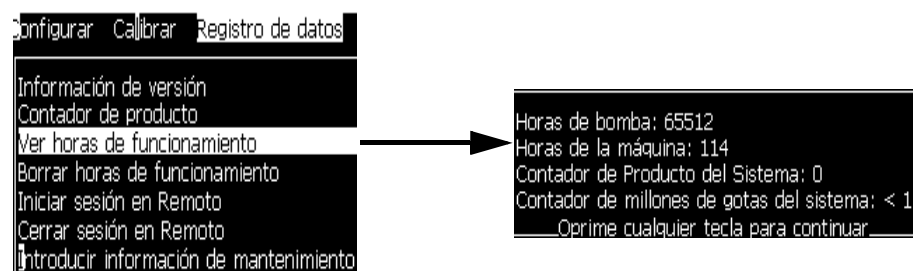 Configurar Calibrar Registro de datos
Información de versión
Contador de producto
Ver horas de funcionamiento
Borrar horas de funcionamiento
Iniciar sesión en Remoto
Cerrar sesión en Remoto
Introducir información de mantenimiento
Horas de bomba: 65512
Horas de la máquina: 114
Contador de Producto del Sistema: 0
Contador de millones de gotas del sistema: < 1
Oprime cualquier tecla para continuar